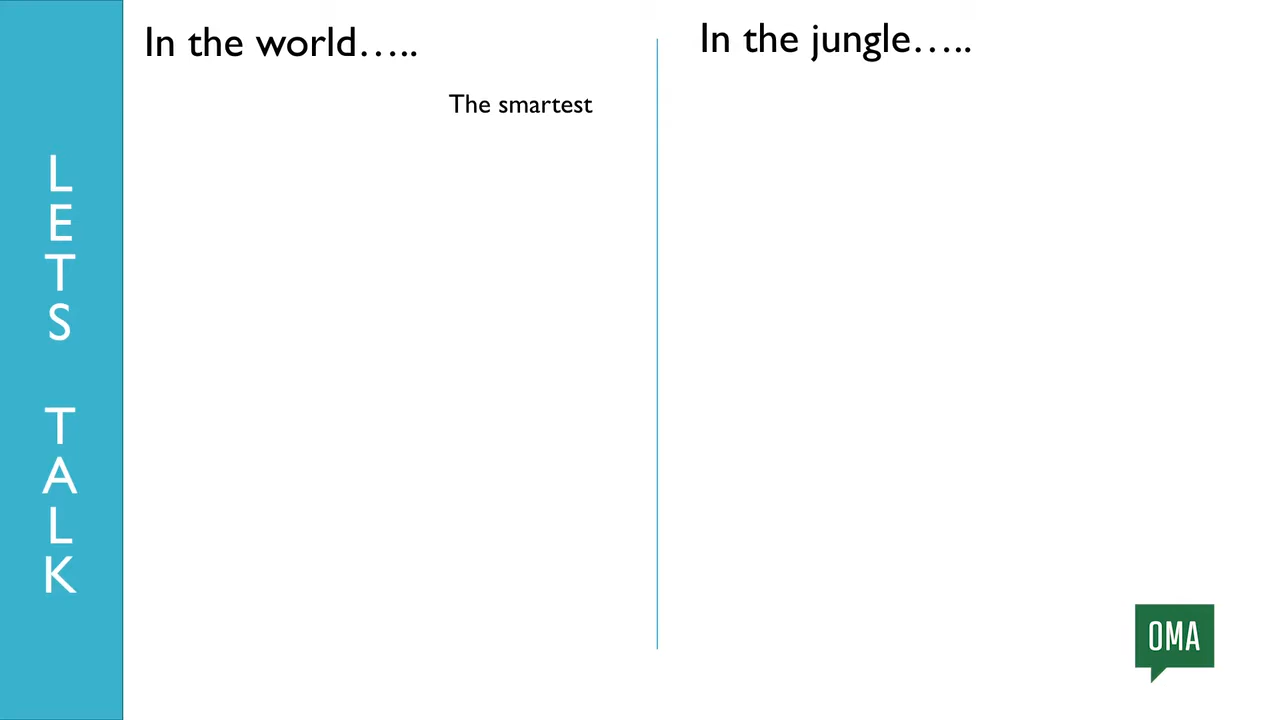 LETS TALK
In the world…..
The smartest
In the jungle…..
OMA